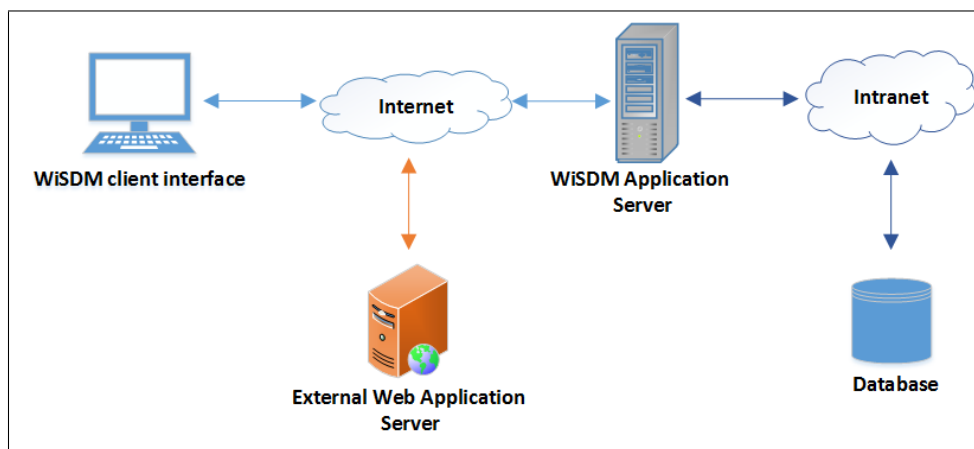 Internet
Intranet
WiSDM client interface
WiSDM Application
Server
External Web Application
Server
Database